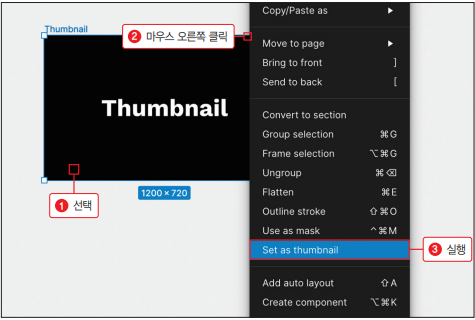 Thumbnail
❷ 마우스 오른쪽 클릭
Thumbnail
1200 × 720
❶ 선택
Copy/Paste as ▶
Move to page ▶
Bring to front ]
Send to back [
Convert to section
Group selection ⌘G
Frame selection ⌥⌘G
Ungroup ⌘⌫
Flatten ⌘E
Outline stroke ⇧⌘O
Use as mask ^⌘M
Set as thumbnail
❸ 실행
Add auto layout ⇧A
Create component ⌥⌘K